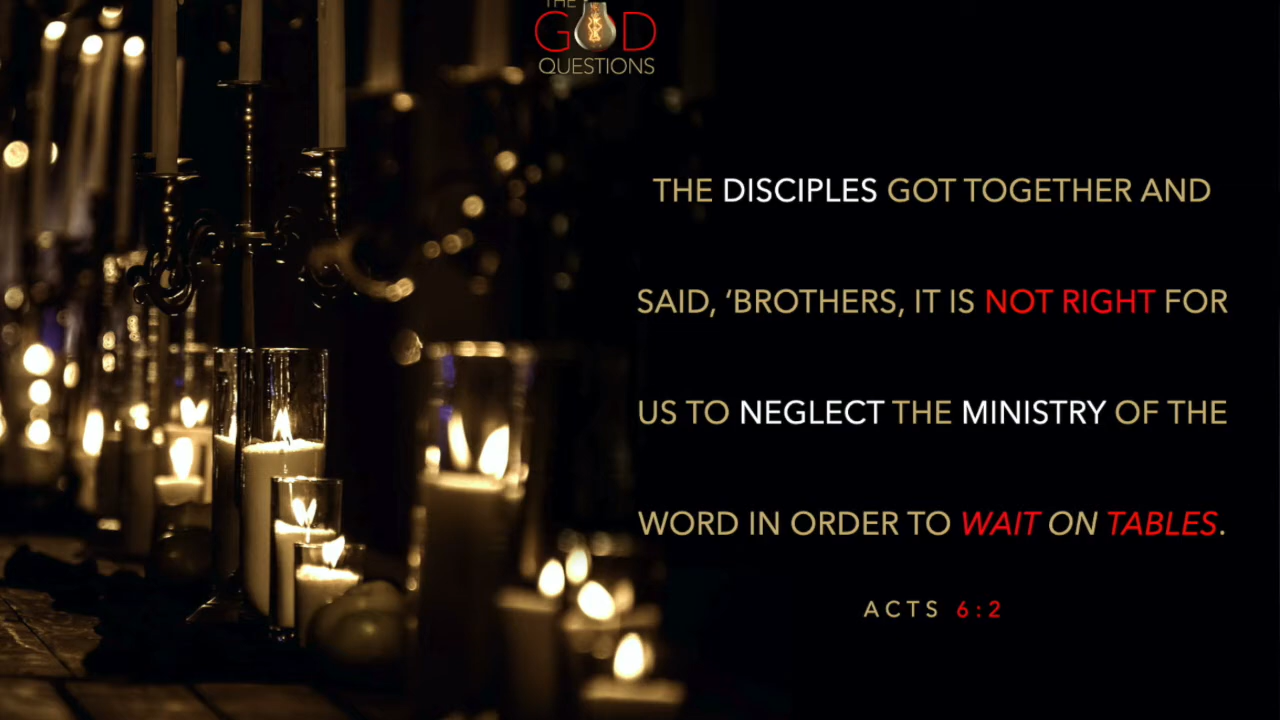 THE
GOD
QUESTIONS
THE DISCIPLES GOT TOGETHER AND
SAID, ‘BROTHERS, IT IS NOT RIGHT FOR
US TO NEGLECT THE MINISTRY OF THE
WORD IN ORDER TO WAIT ON TABLES.
ACTS 6:2